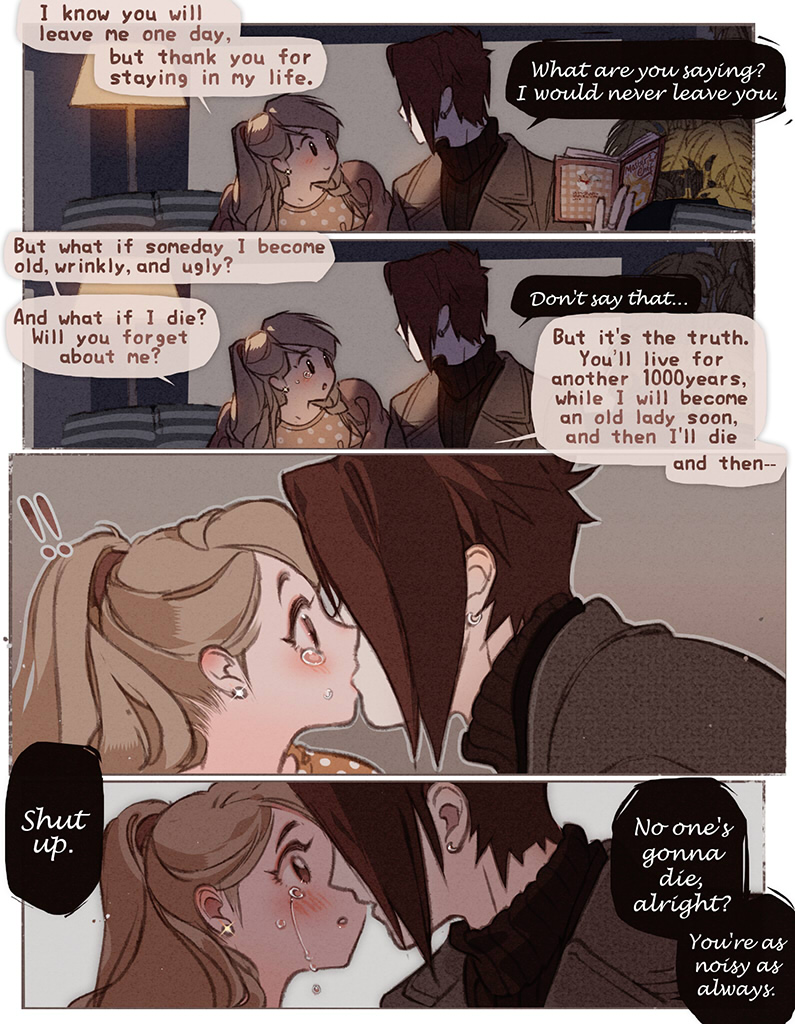 I know you will
leave me one day,
but thank you for
staying in my life.
What are you saying?
I would never leave you.
But what if someday I become
old, wrinkly, and ugly?
And what if I die?
Will you forget
about me?
Don't say that...
But it's the truth.
You'll live for
another 1000years,
while I will become
an old lady soon,
and then I'll die
and then--
!!
Shut
up.
No one's
gonna
die,
alright?
You're as
noisy as
always.